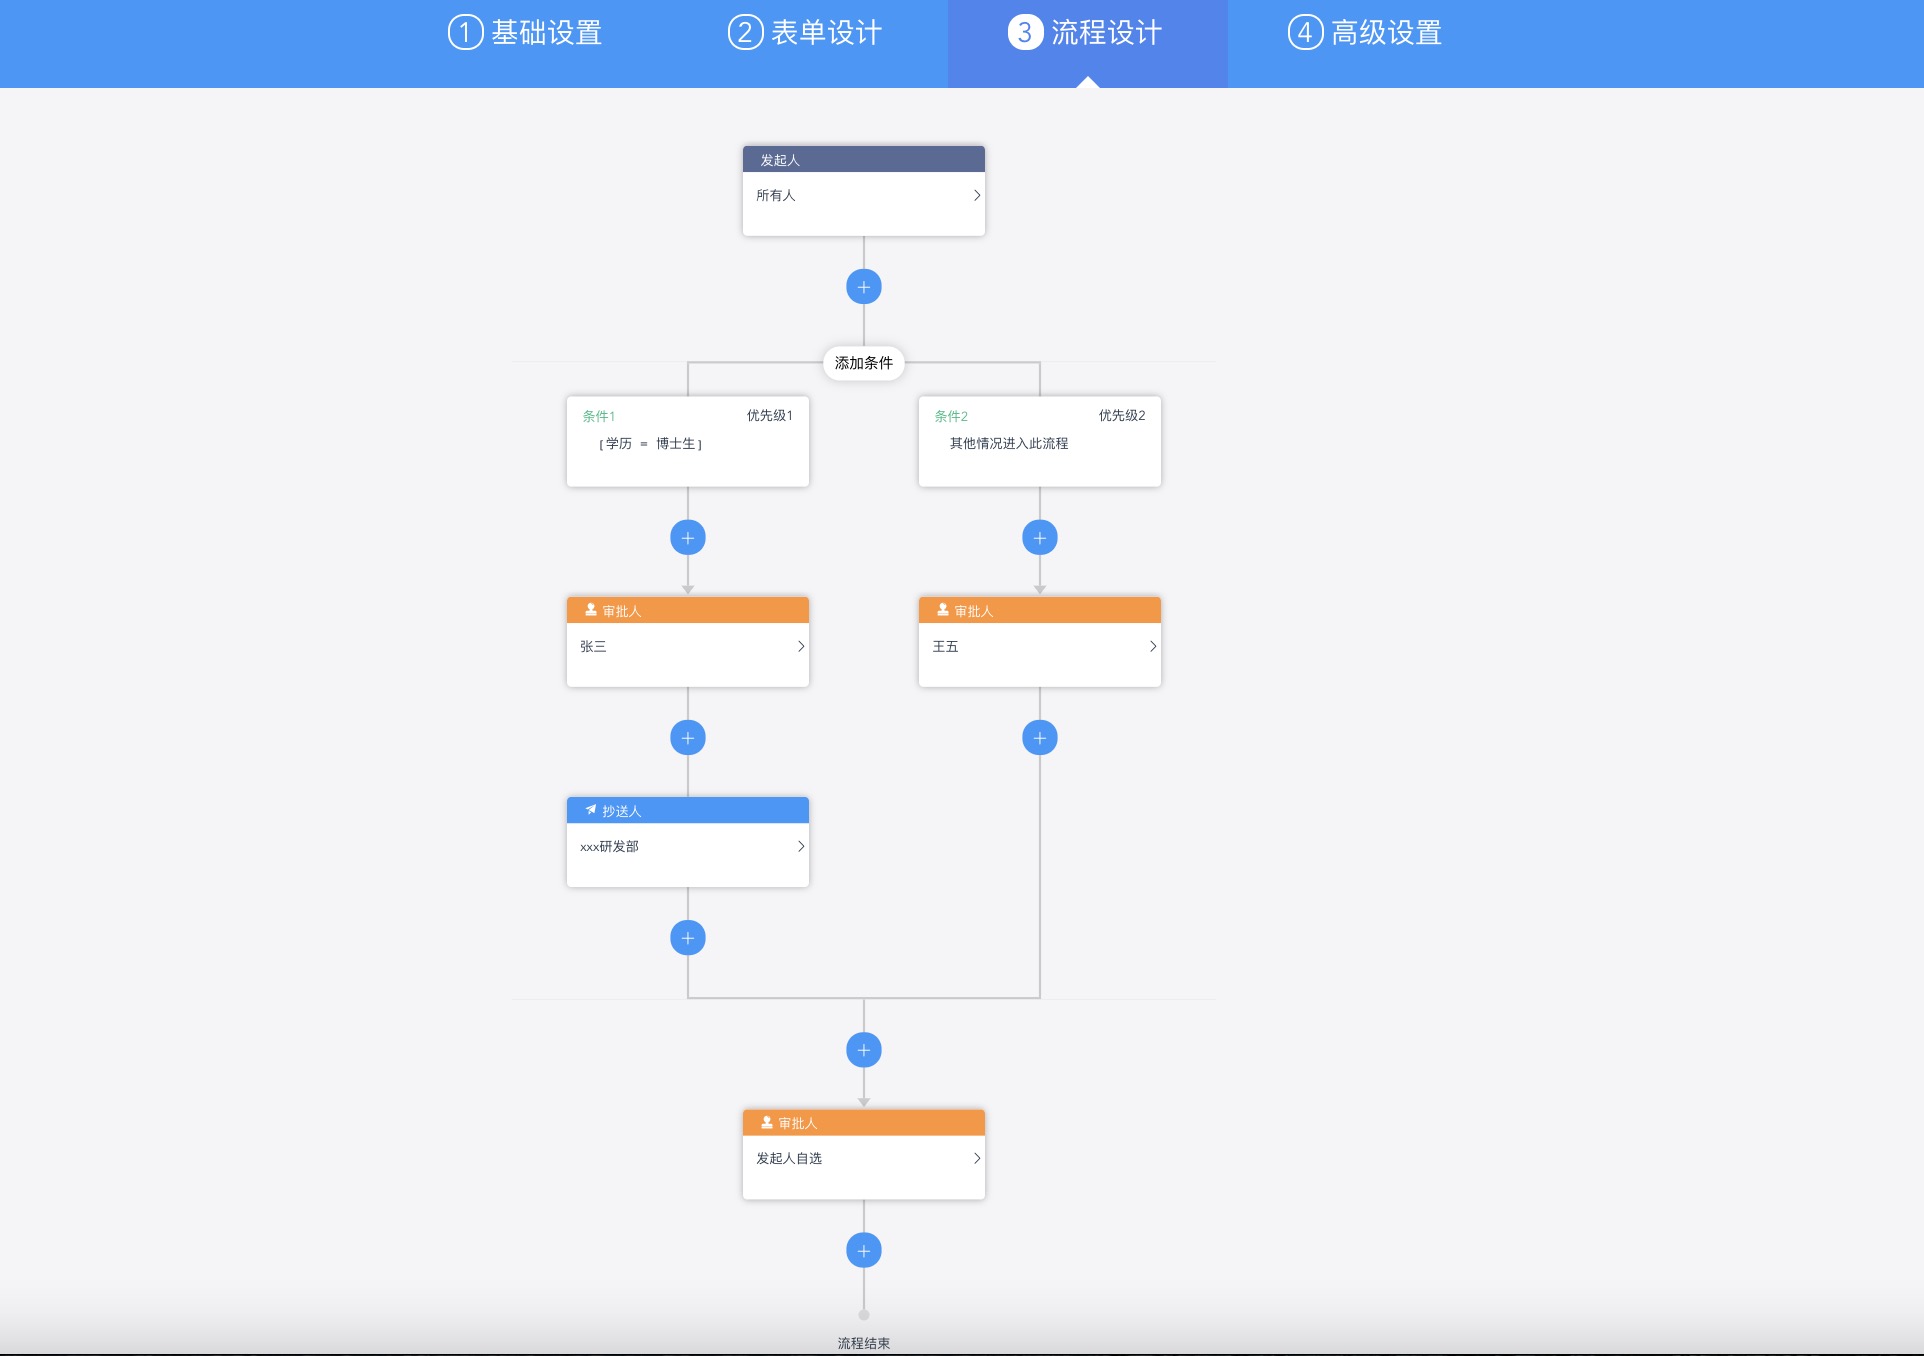 1 基础设置
2 表单设计
3 流程设计
4 高级设置
发起人
所有人
添加条件
条件1 优先级1
[学历 = 博士生]
条件2 优先级2
其他情况进入此流程
审批人
张三
审批人
王五
抄送人
xxx研发部
审批人
发起人自选
流程结束